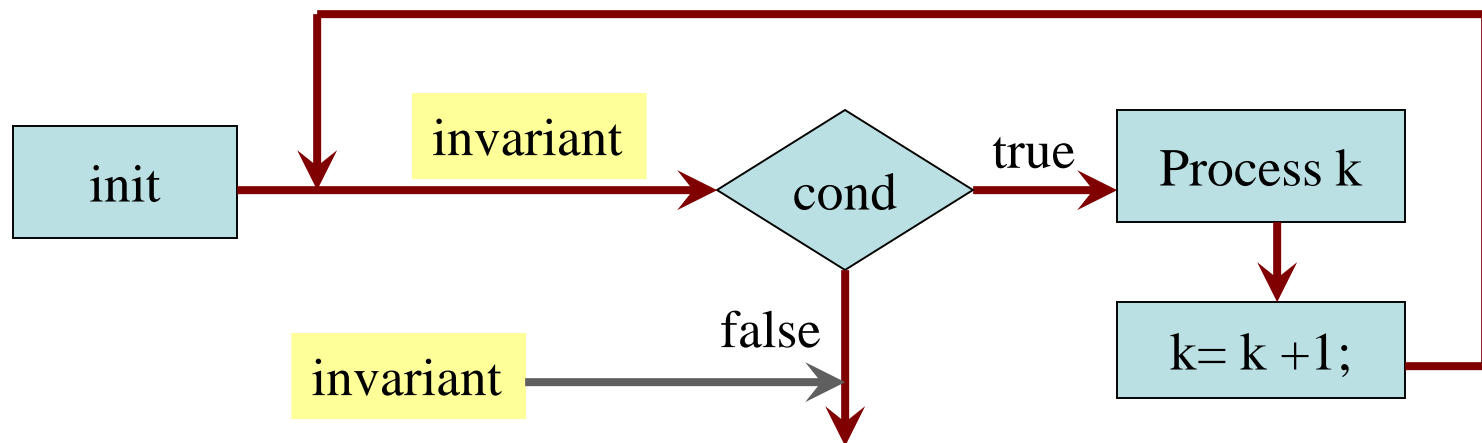 invariant
init
cond
true
Process k
false
k= k +1;
invariant